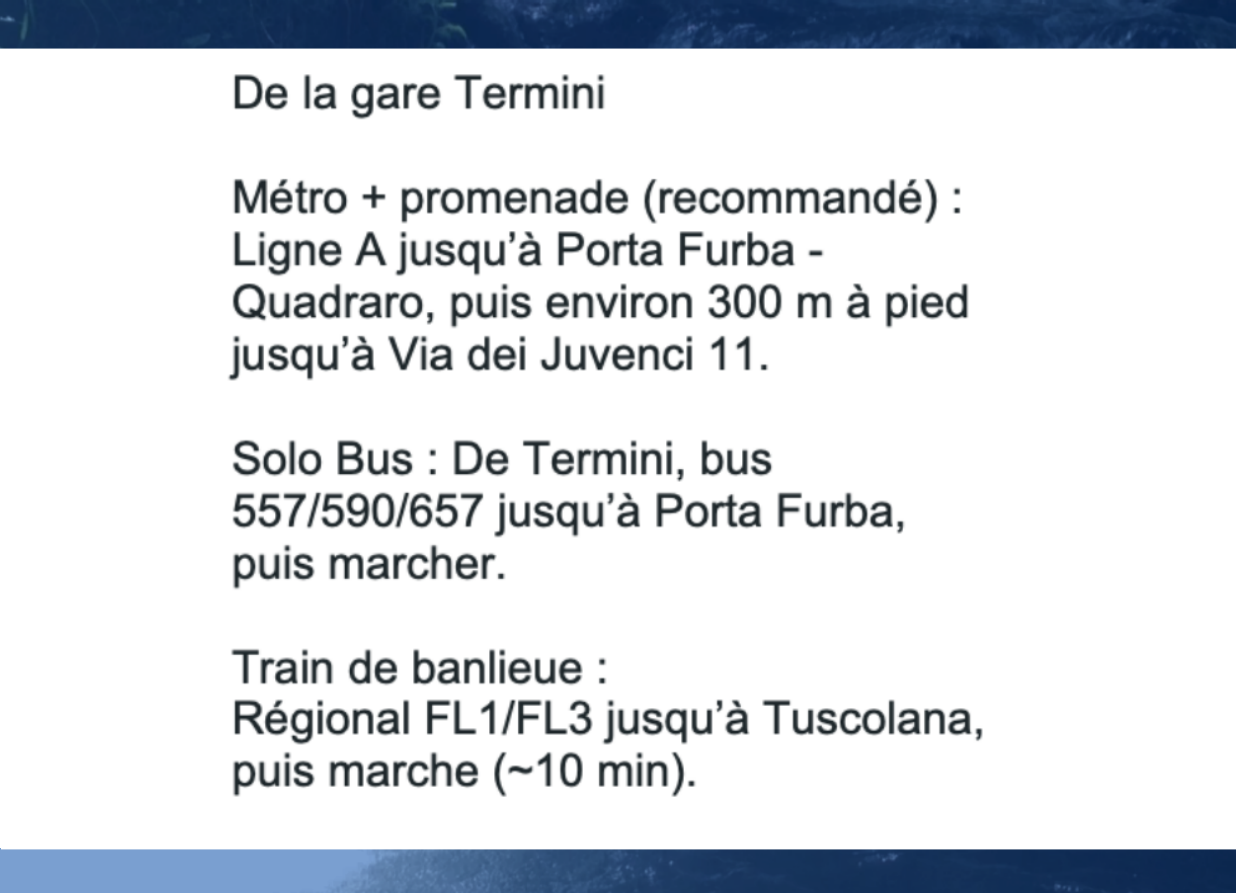 De la gare Termini
Métro + promenade (recommandé) :
Ligne A jusqu’à Porta Furba -
Quadraro, puis environ 300 m à pied
jusqu’à Via dei Juvenci 11.
Solo Bus : De Termini, bus
557/590/657 jusqu’à Porta Furba,
puis marcher.
Train de banlieue :
Régional FL1/FL3 jusqu’à Tuscolana,
puis marche (~10 min).